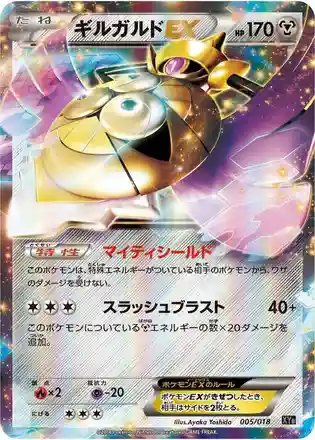 たね
ギルガルドEX HP170
とくせい
特性 マイティシールド
このポケモンは、特殊エネルギーがついている相手のポケモンから、ワザ
のダメージを受けない。
スラッシュブラスト 40+
このポケモンについているエネルギーの数×20ダメージを
追加。
弱点 ×2 抵抗力 -20
にげる
ポケモンEXのルール
ポケモンEXがきぜつしたとき、
相手はサイドを2枚とる。
Illus.Ayaka Yoshida
005/018